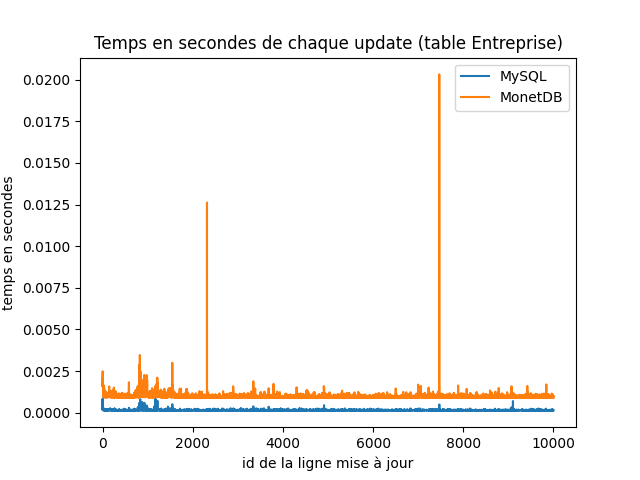 Temps en secondes de chaque update (table Entreprise)
MySQL
MonetDB
temps en secondes
0.0200
0.0175
0.0150
0.0125
0.0100
0.0075
0.0050
0.0025
0.0000
0 2000 4000 6000 8000 10000
id de la ligne mise à jour